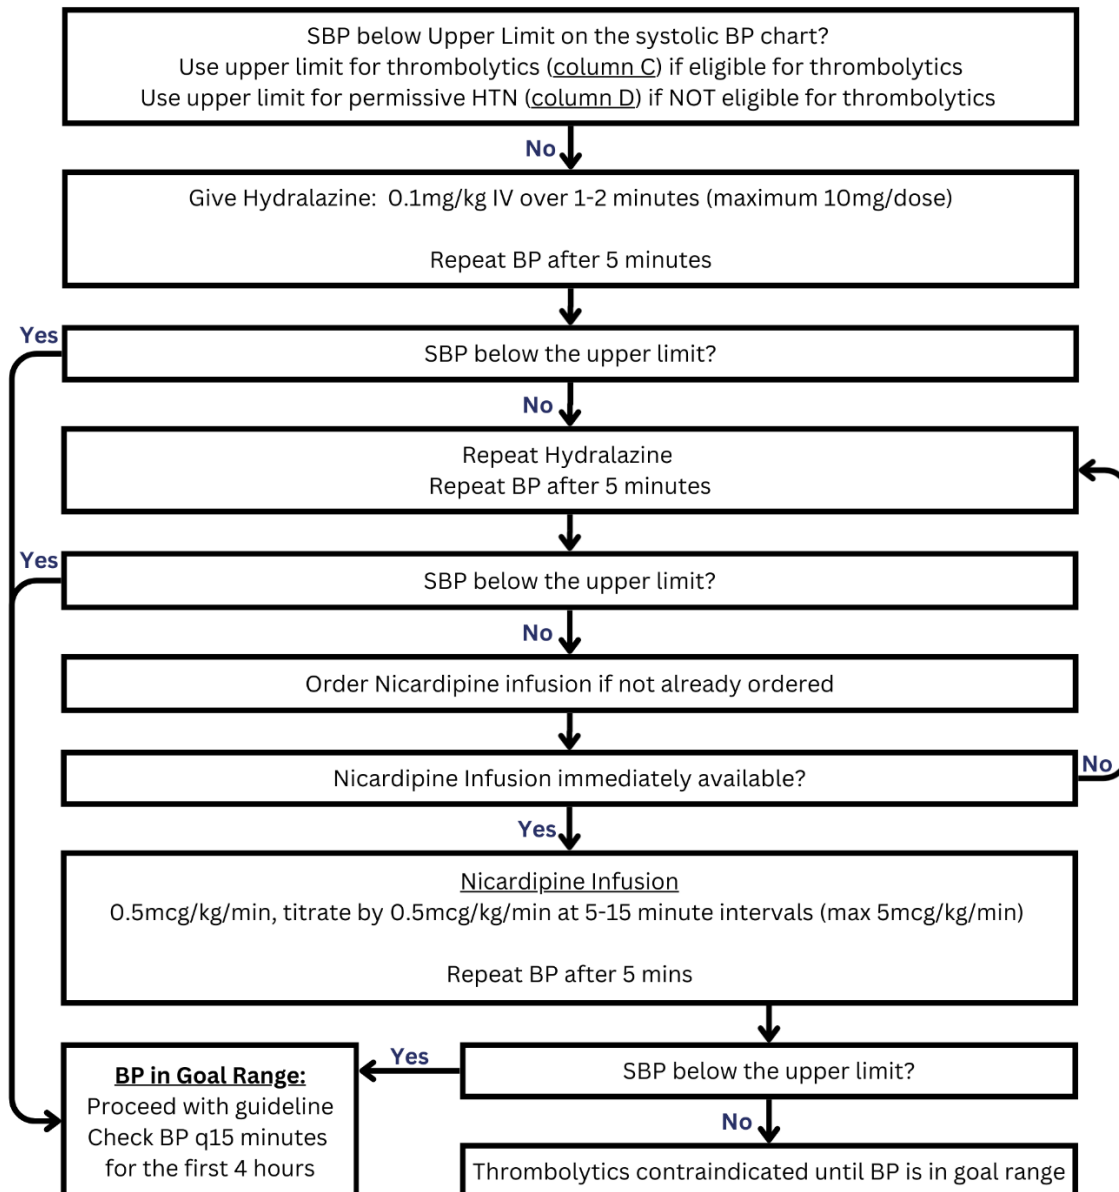 SBP below Upper Limit on the systolic BP chart?
Use upper limit for thrombolytics (column C) if eligible for thrombolytics
Use upper limit for permissive HTN (column D) if NOT eligible for thrombolytics
No
Give Hydralazine: 0.1mg/kg IV over 1-2 minutes (maximum 10mg/dose)
Repeat BP after 5 minutes
Yes
SBP below the upper limit?
No
Repeat Hydralazine
Repeat BP after 5 minutes
Yes
SBP below the upper limit?
No
Order Nicardipine infusion if not already ordered
Nicardipine Infusion immediately available?
No
Yes
Nicardipine Infusion
0.5mcg/kg/min, titrate by 0.5mcg/kg/min at 5-15 minute intervals (max 5mcg/kg/min)
Repeat BP after 5 mins
Yes
SBP below the upper limit?
BP in Goal Range:
Proceed with guideline
Check BP q15 minutes
for the first 4 hours
No
Thrombolytics contraindicated until BP is in goal range